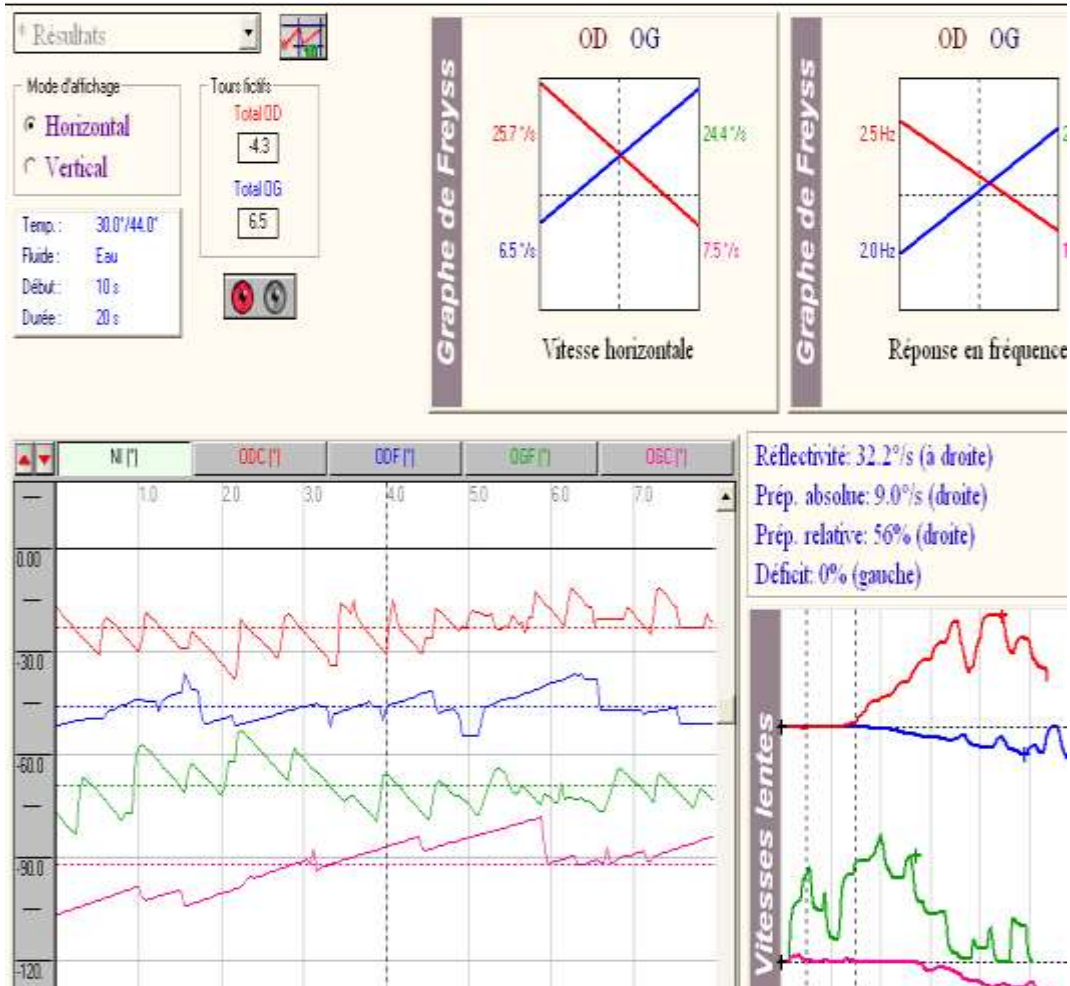 * Résultats
Mode d'affichage
Horizontal
Vertical
Tours fictifs
Total OD
-4.3
Total OG
6.5
Temp.: 30.0°/44.0°
Fluide: Eau
Début: 10 s
Durée: 20 s
Graphe de Freyss
OD OG
25.7 °/s
24.4 °/s
6.5 °/s
7.5 °/s
Vitesse horizontale
Graphe de Freyss
OD OG
2.5 Hz
2
2.0 Hz
1
Réponse en fréquence
NI [°] ODC [°] ODF [°] OGF [°] OGC [°]
1.0 2.0 3.0 4.0 5.0 6.0 7.0
0.00
-30.0
-60.0
-90.0
-120.
Réflectivité: 32.2°/s (à droite)
Prép. absolue: 9.0°/s (droite)
Prép. relative: 56% (droite)
Déficit: 0% (gauche)
Vitesses lentes